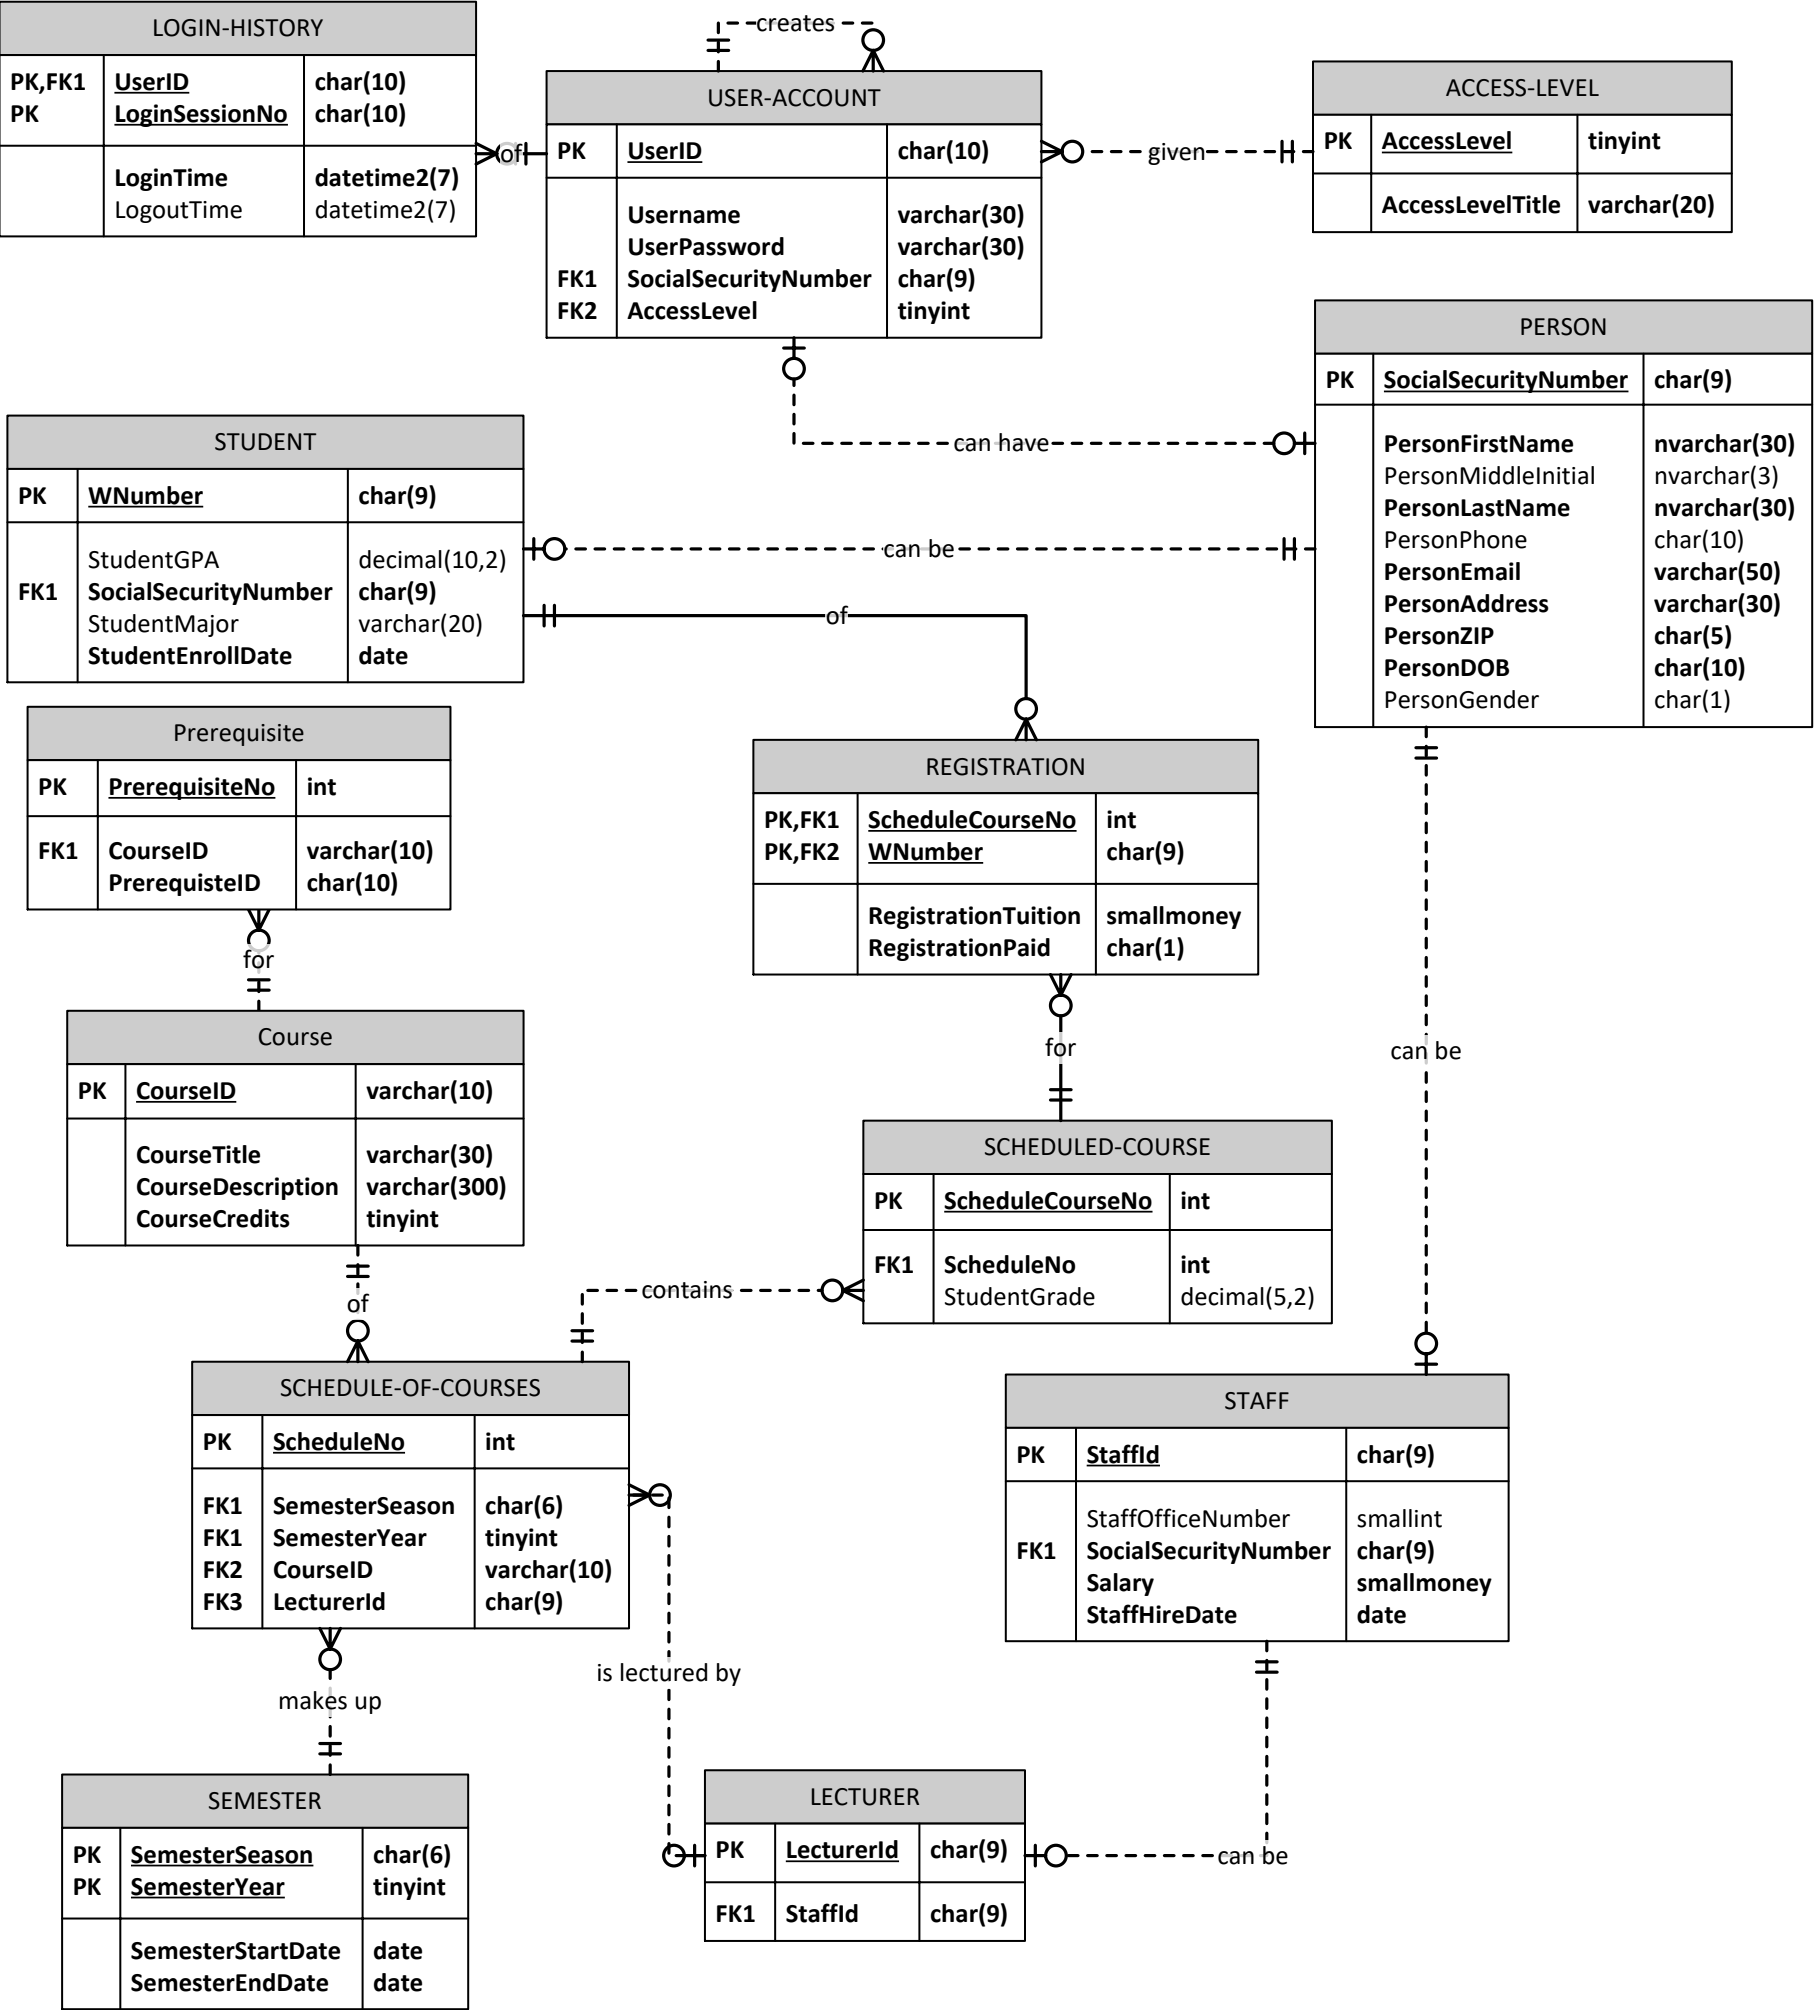 creates
LOGIN-HISTORY
PK,FK1 UserID char(10)
PK LoginSessionNo char(10)
LoginTime datetime2(7)
LogoutTime datetime2(7)
of
USER-ACCOUNT
PK UserID char(10)
Username varchar(30)
UserPassword varchar(30)
FK1 SocialSecurityNumber char(9)
FK2 AccessLevel tinyint
given
ACCESS-LEVEL
PK AccessLevel tinyint
AccessLevelTitle varchar(20)
PERSON
PK SocialSecurityNumber char(9)
PersonFirstName nvarchar(30)
PersonMiddleInitial nvarchar(3)
PersonLastName nvarchar(30)
PersonPhone char(10)
PersonEmail varchar(50)
PersonAddress varchar(30)
PersonZIP char(5)
PersonDOB char(10)
PersonGender char(1)
can have
STUDENT
PK WNumber char(9)
StudentGPA decimal(10,2)
FK1 SocialSecurityNumber char(9)
StudentMajor varchar(20)
StudentEnrollDate date
can be
of
Prerequisite
PK PrerequisiteNo int
FK1 CourseID varchar(10)
PrerequisteID char(10)
for
REGISTRATION
PK,FK1 ScheduleCourseNo int
PK,FK2 WNumber char(9)
RegistrationTuition smallmoney
RegistrationPaid char(1)
for
can be
Course
PK CourseID varchar(10)
CourseTitle varchar(30)
CourseDescription varchar(300)
CourseCredits tinyint
of
SCHEDULED-COURSE
PK ScheduleCourseNo int
FK1 ScheduleNo int
StudentGrade decimal(5,2)
contains
SCHEDULE-OF-COURSES
PK ScheduleNo int
FK1 SemesterSeason char(6)
FK1 SemesterYear tinyint
FK2 CourseID varchar(10)
FK3 LecturerId char(9)
STAFF
PK StaffId char(9)
StaffOfficeNumber smallint
FK1 SocialSecurityNumber char(9)
Salary smallmoney
StaffHireDate date
is lectured by
makes up
SEMESTER
PK SemesterSeason char(6)
PK SemesterYear tinyint
SemesterStartDate date
SemesterEndDate date
LECTURER
PK LecturerId char(9)
FK1 StaffId char(9)
can be